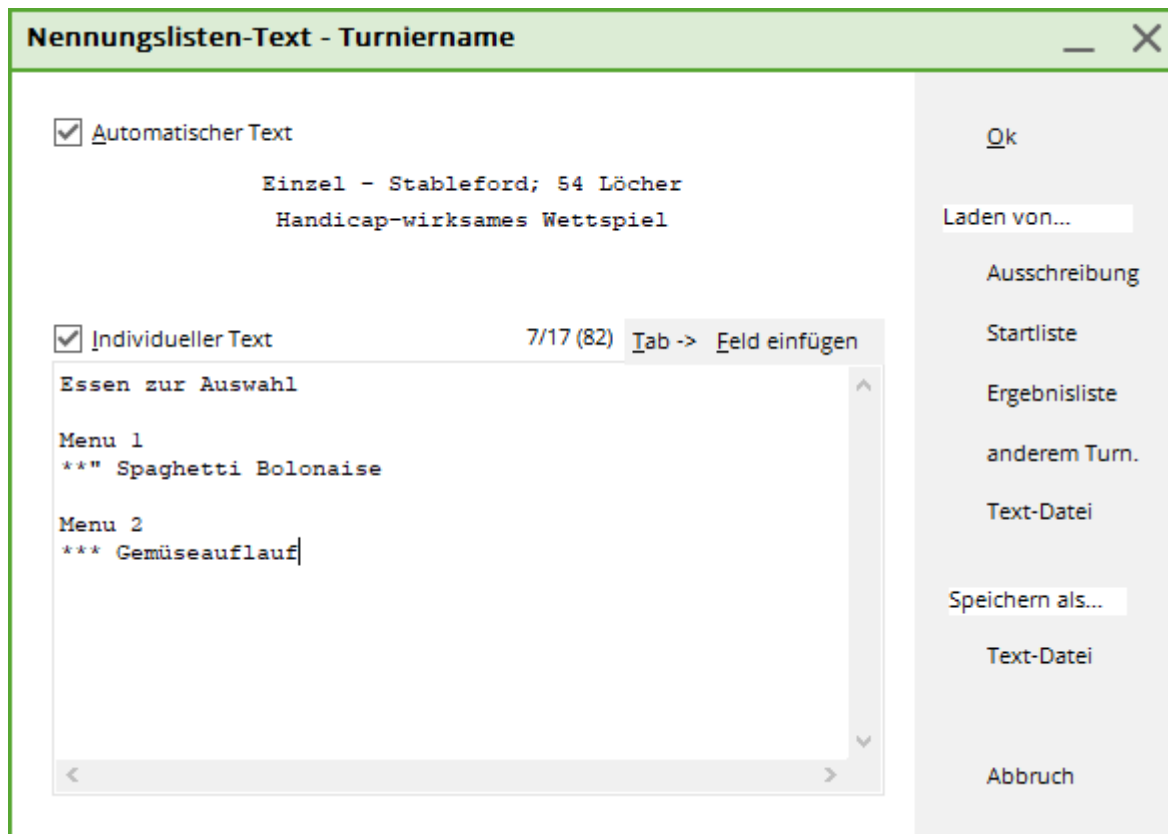 Nennungslisten-Text - Turniername
Automatischer Text
Einzel - Stableford; 54 Löcher
Handicap-wirksames Wettspiel
Individueller Text 7/17 (82) Tab -> Feld einfügen
Essen zur Auswahl
Menu 1
**" Spaghetti Bolonaise
Menu 2
*** Gemüseauflauf
Ok
Laden von...
Ausschreibung
Startliste
Ergebnisliste
anderem Turn.
Text-Datei
Speichern als...
Text-Datei
Abbruch